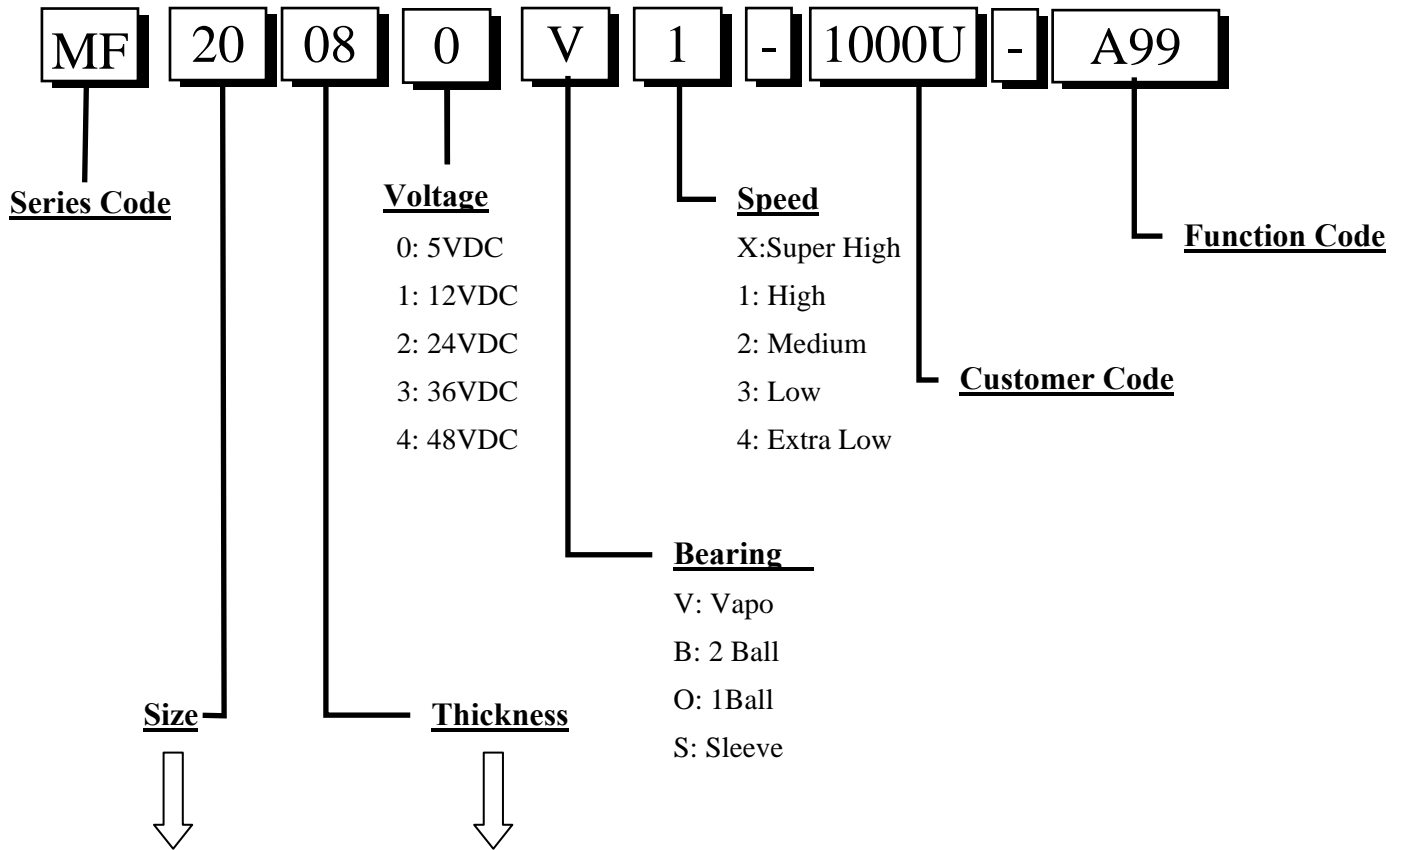 MF 20 08 0 V 1 - 1000U - A99
Series Code
Voltage
0: 5VDC
1: 12VDC
2: 24VDC
3: 36VDC
4: 48VDC
Speed
X:Super High
1: High
2: Medium
3: Low
4: Extra Low
Function Code
Customer Code
Bearing
V: Vapo
B: 2 Ball
O: 1Ball
S: Sleeve
Size
Thickness